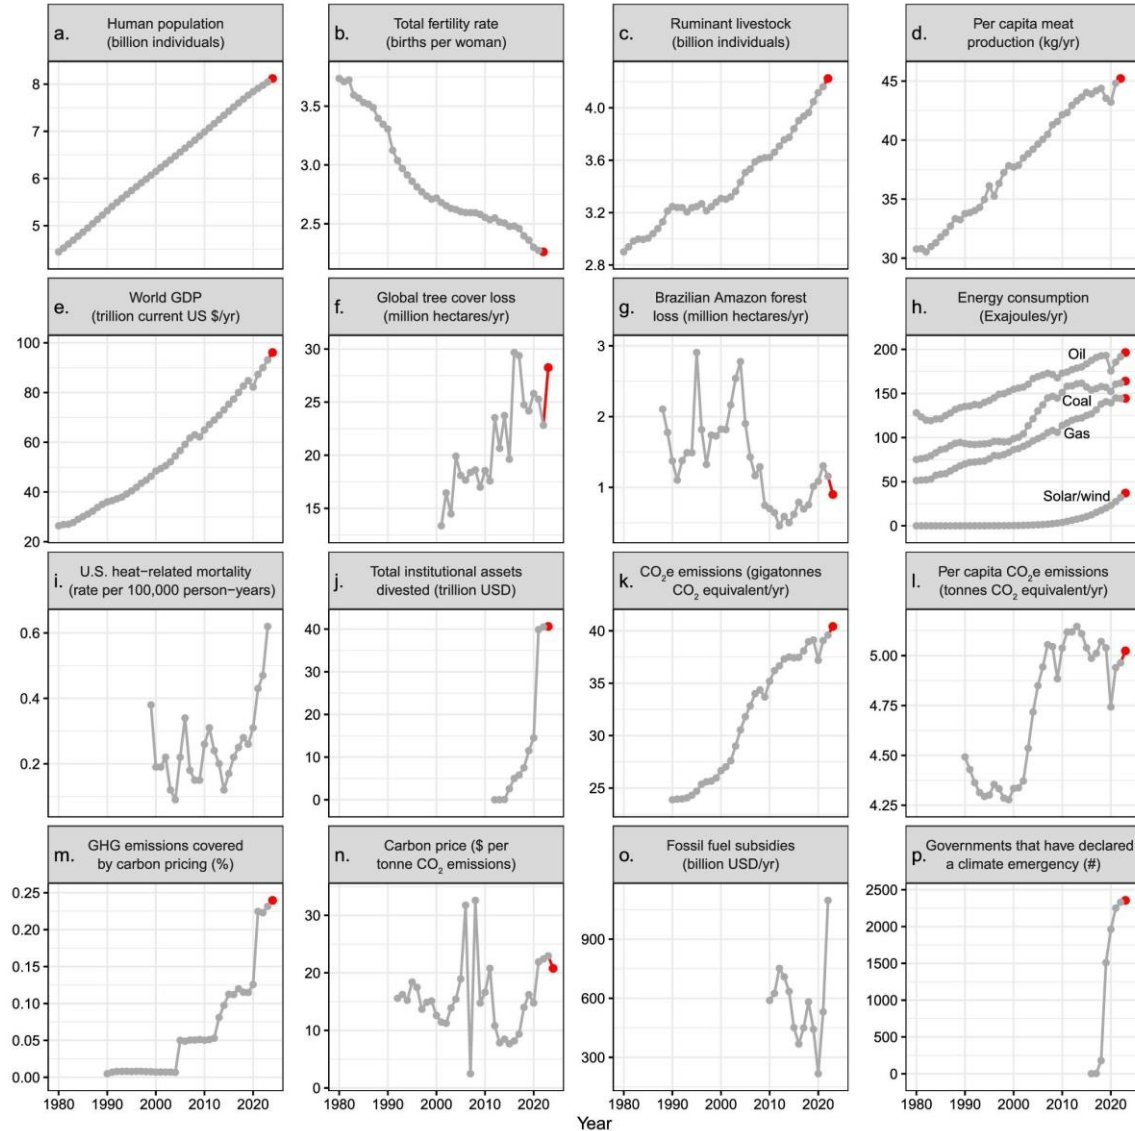 a. Human population
(billion individuals)
b. Total fertility rate
(births per woman)
c. Ruminant livestock
(billion individuals)
d. Per capita meat
production (kg/yr)
8
7
6
5
3.5
3.0
2.5
4.0
3.6
3.2
2.8
45
40
35
30
e. World GDP
(trillion current US $/yr)
f. Global tree cover loss
(million hectares/yr)
g. Brazilian Amazon forest
loss (million hectares/yr)
h. Energy consumption
(Exajoules/yr)
100
80
60
40
20
30
25
20
15
3
2
1
200
150
100
50
0
Oil
Coal
Gas
Solar/wind
i. U.S. heat−related mortality
(rate per 100,000 person−years)
j. Total institutional assets
divested (trillion USD)
k. CO2e emissions (gigatonnes
CO2 equivalent/yr)
l. Per capita CO2e emissions
(tonnes CO2 equivalent/yr)
0.6
0.4
0.2
40
30
20
10
0
40
35
30
25
5.00
4.75
4.50
4.25
m. GHG emissions covered
by carbon pricing (%)
n. Carbon price ($ per
tonne CO2 emissions)
o. Fossil fuel subsidies
(billion USD/yr)
p. Governments that have declared
a climate emergency (#)
0.25
0.20
0.15
0.10
0.05
0.00
30
20
10
0
900
600
300
2500
2000
1500
1000
500
0
1980 1990 2000 2010 2020
1980 1990 2000 2010 2020
1980 1990 2000 2010 2020
1980 1990 2000 2010 2020
Year